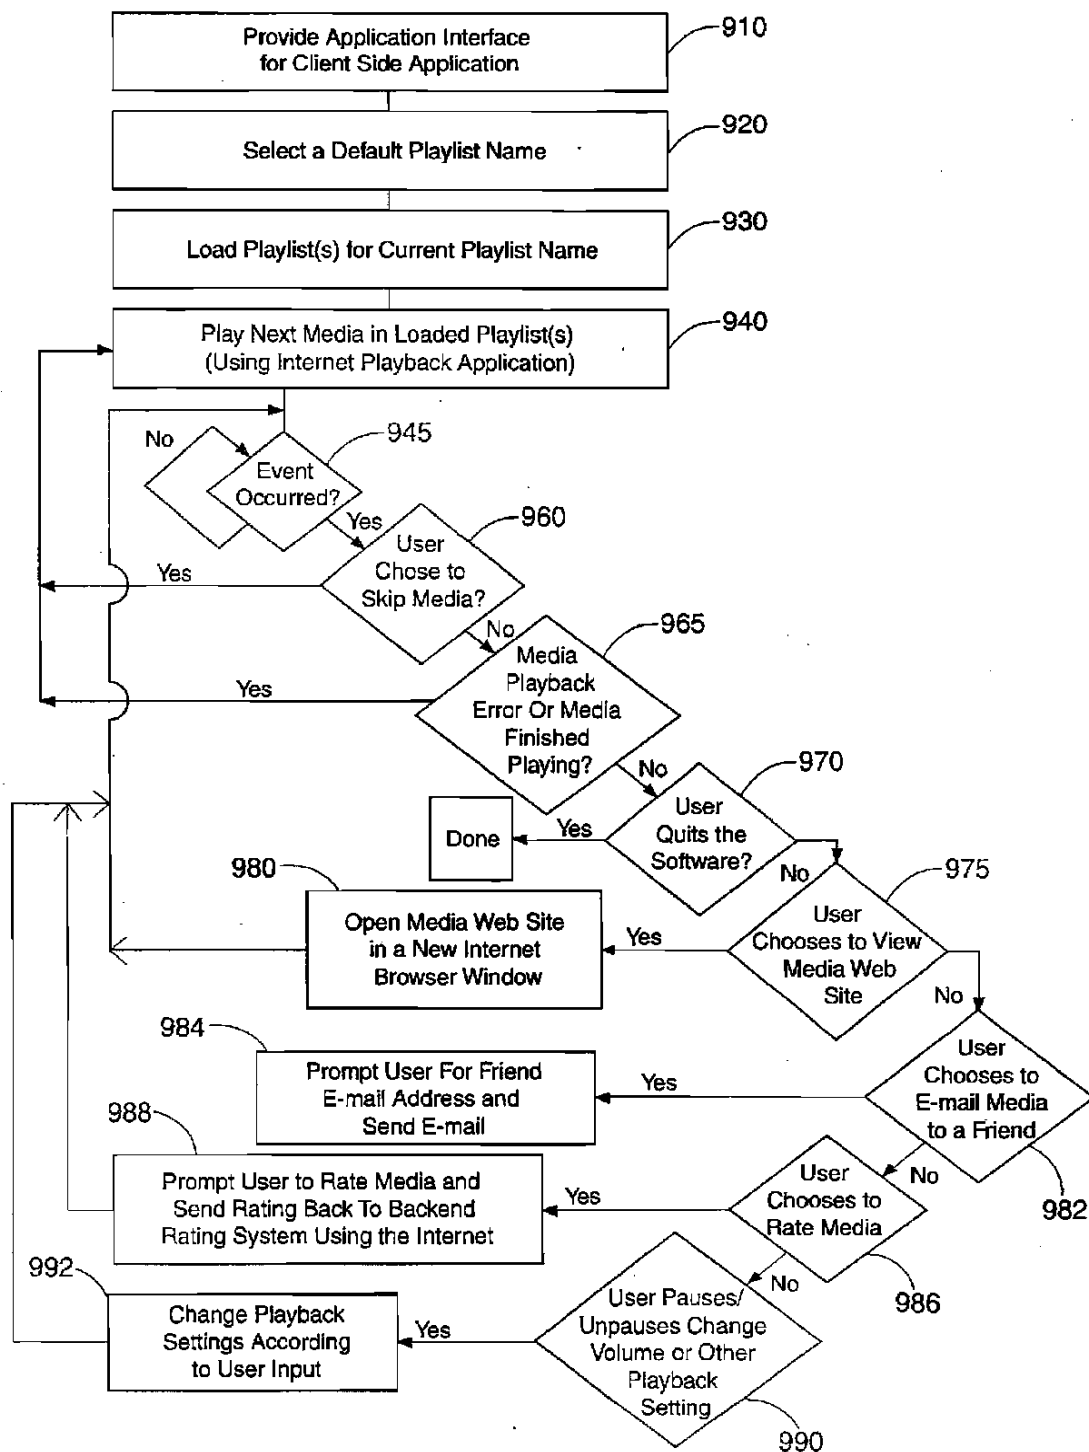 Provide Application Interface
for Client Side Application
910
Select a Default Playlist Name
920
Load Playlist(s) for Current Playlist Name
930
Play Next Media in Loaded Playlist(s)
(Using Internet Playback Application)
940
No
Event
Occurred?
945
Yes
User
Chose to
Skip Media?
960
Yes
No
Media
Playback
Error Or Media
Finished
Playing?
965
Yes
No
User
Quits the
Software?
970
Yes
Done
No
User
Chooses to View
Media Web
Site
975
Yes
980
Open Media Web Site
in a New Internet
Browser Window
No
User
Chooses to
E-mail Media
to a Friend
982
Yes
984
Prompt User For Friend
E-mail Address and
Send E-mail
No
User
Chooses to
Rate Media
986
Yes
988
Prompt User to Rate Media and
Send Rating Back To Backend
Rating System Using the Internet
No
User Pauses/
Unpauses Change
Volume or Other
Playback
Setting
990
Yes
992
Change Playback
Settings According
to User Input